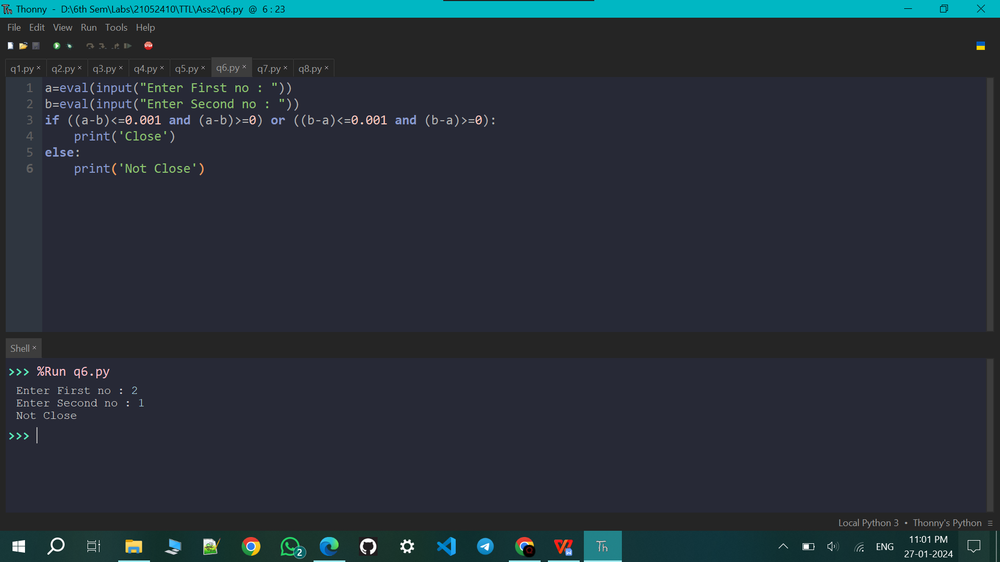 Thonny - D:\6th Sem\Labs\21052410\TTL\Ass2\q6.py @ 6 : 23
File Edit View Run Tools Help
STOP
q1.py × q2.py × q3.py × q4.py × q5.py × q6.py × q7.py × q8.py ×
1 a=eval(input("Enter First no : "))
2 b=eval(input("Enter Second no : "))
3 if ((a-b)<=0.001 and (a-b)>=0) or ((b-a)<=0.001 and (b-a)>=0):
4     print('Close')
5 else:
6     print('Not Close')
Shell ×
>>> %Run q6.py
Enter First no : 2
Enter Second no : 1
Not Close
>>>
Local Python 3 • Thonny's Python ≡
2
W
Th
ENG
11:01 PM
27-01-2024